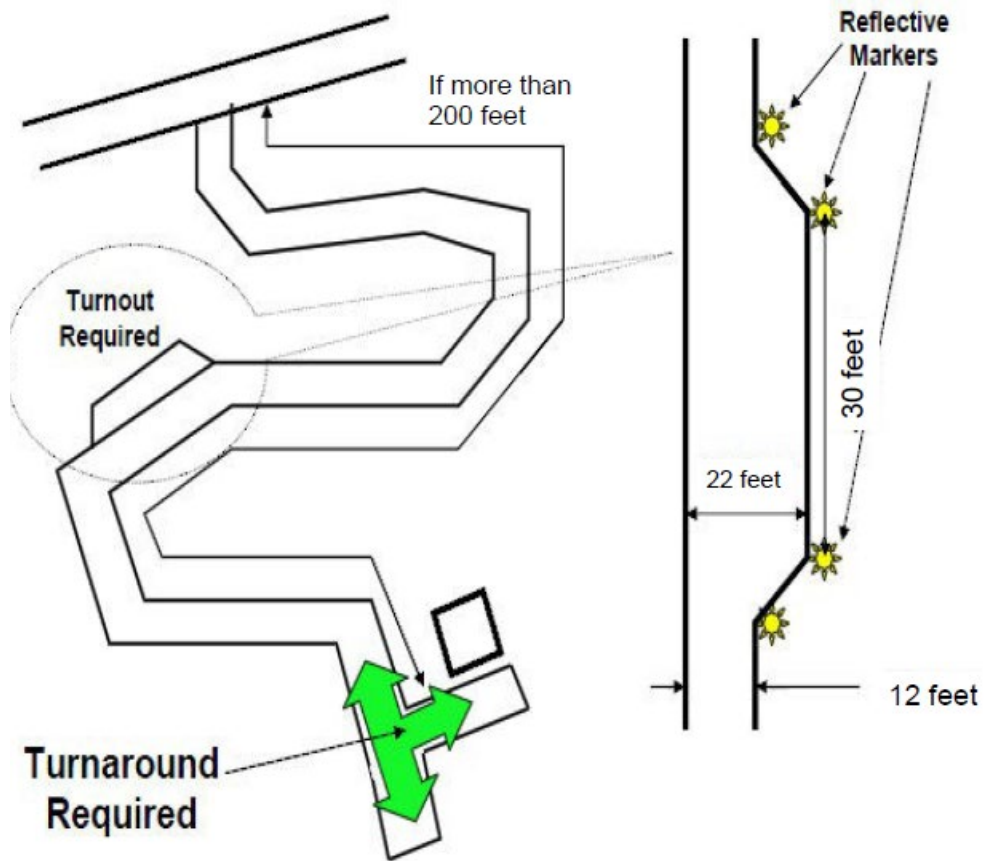 If more than
200 feet
Turnout
Required
Turnaround
Required
Reflective
Markers
30 feet
22 feet
12 feet